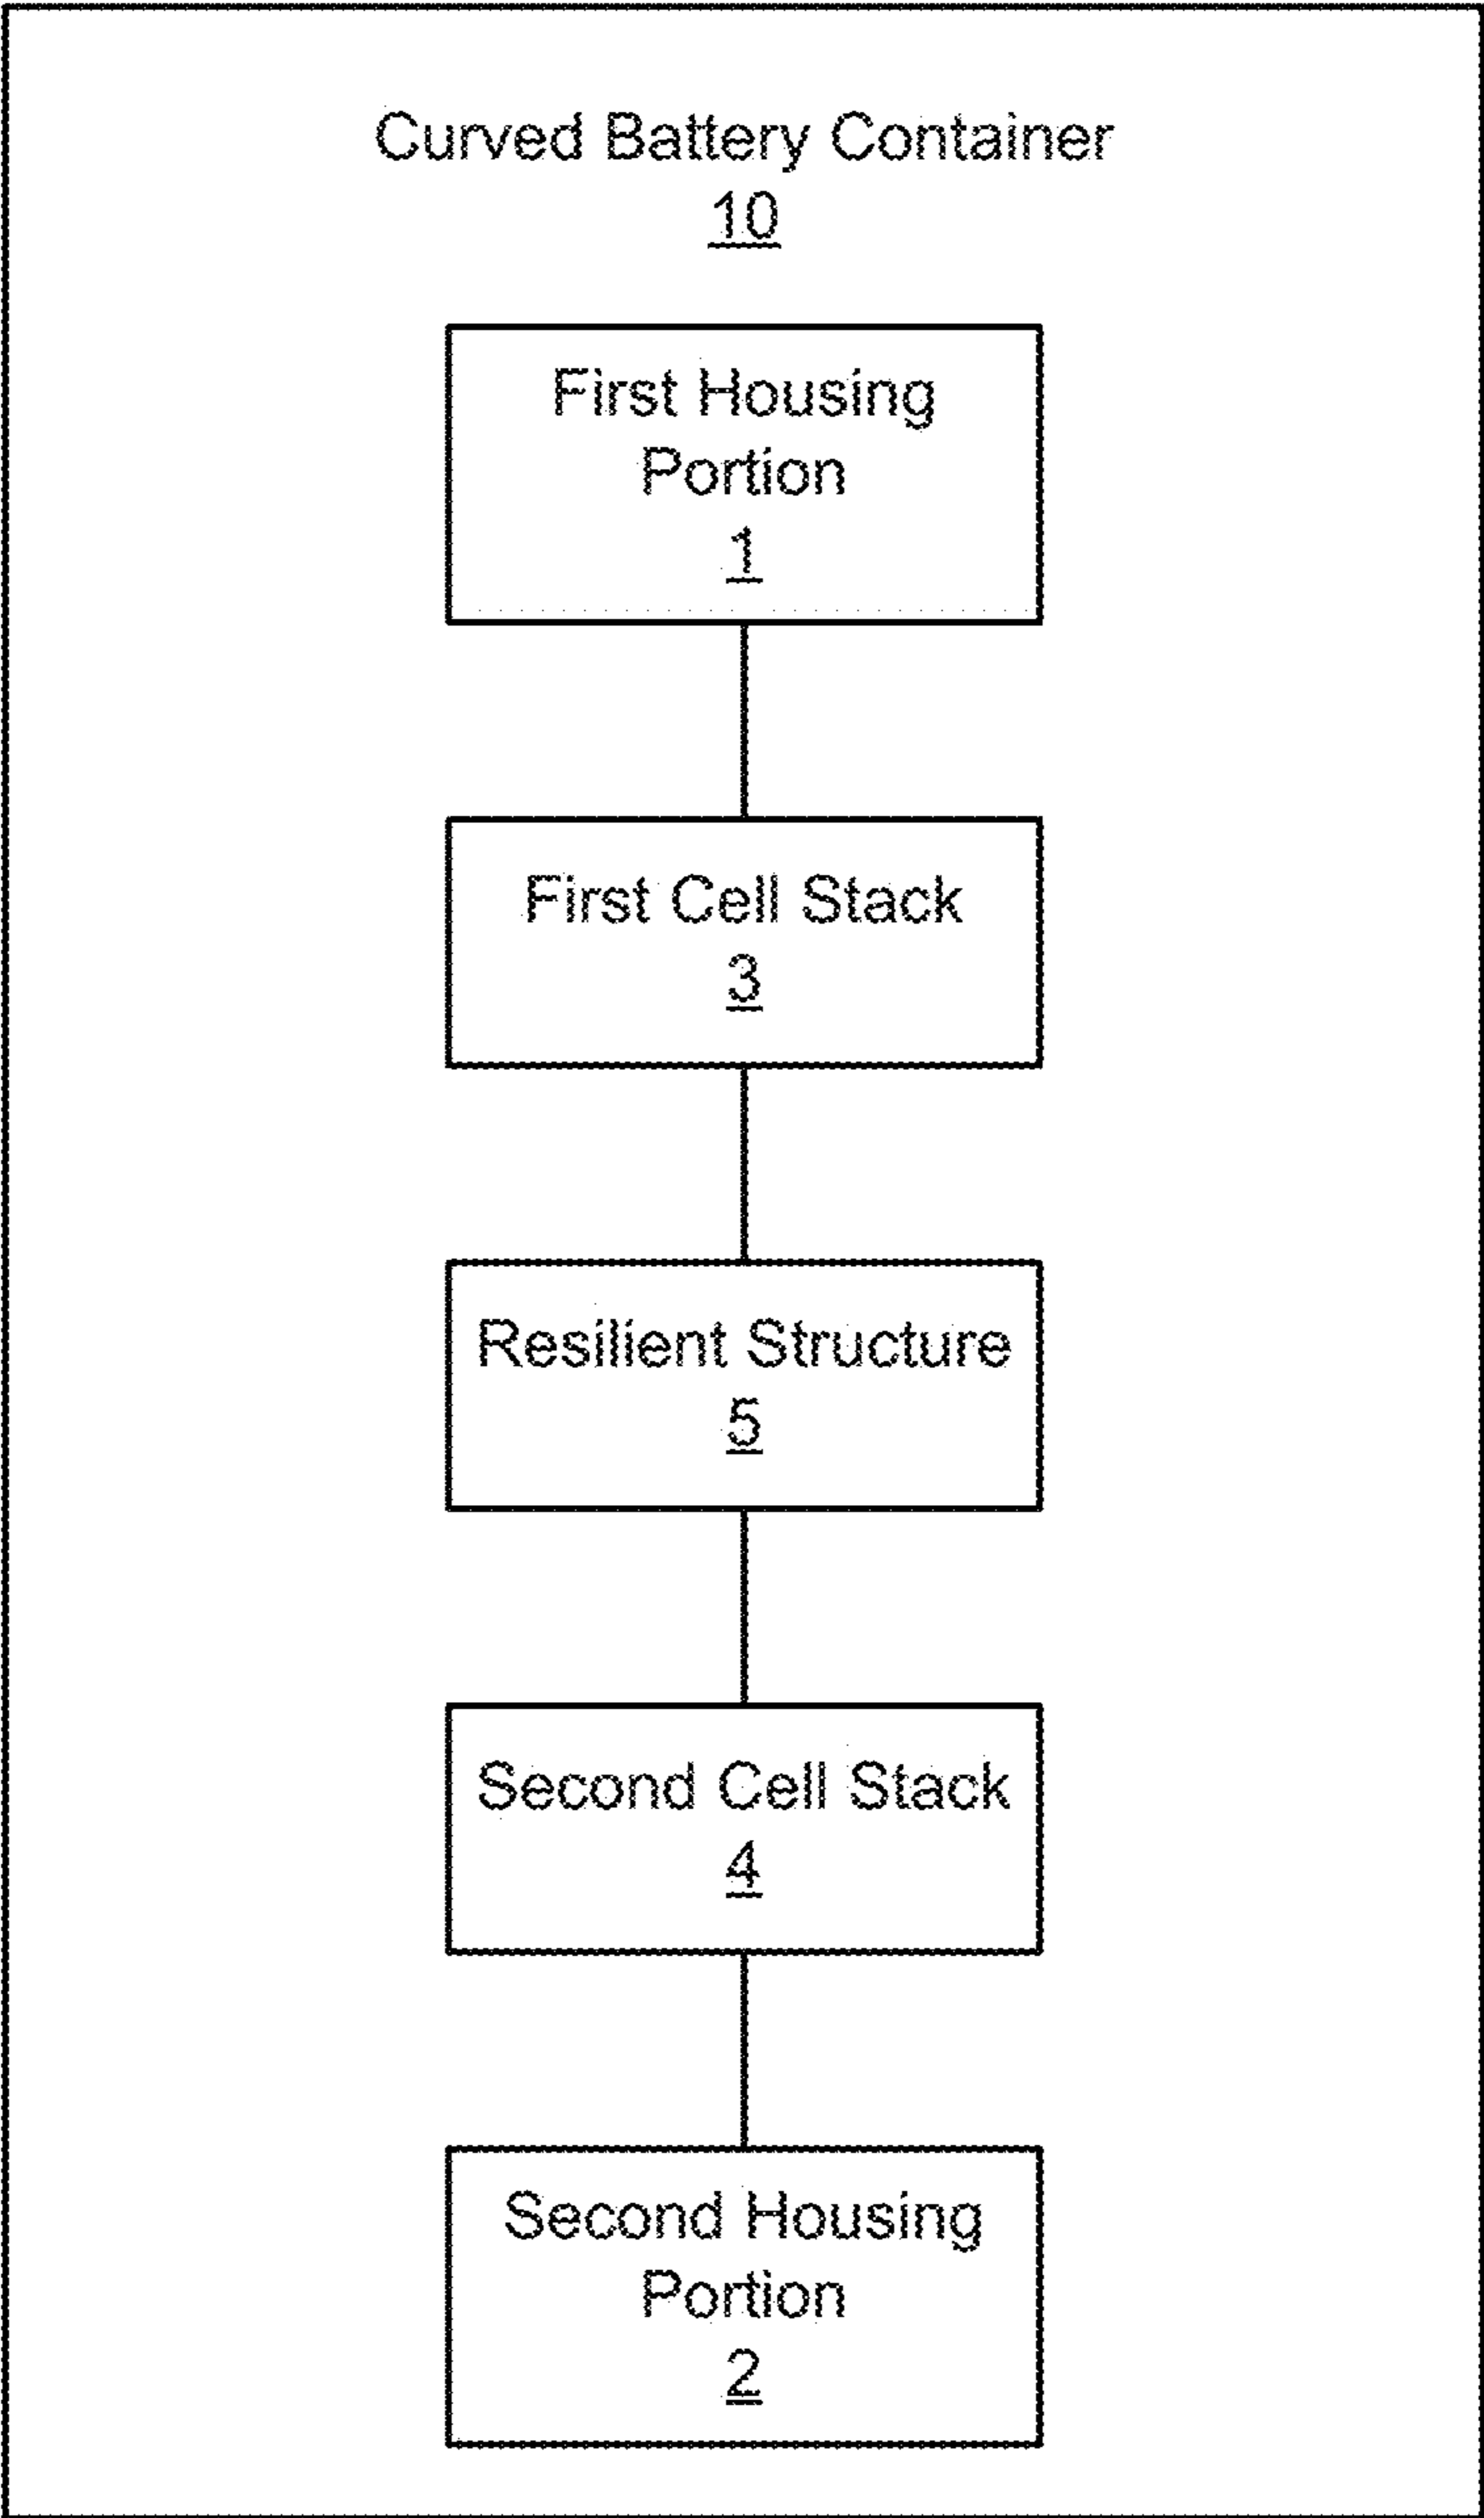 Curved Battery Container
10
First Housing
Portion
1
First Cell Stack
3
Resilient Structure
5
Second Cell Stack
4
Second Housing
Portion
2